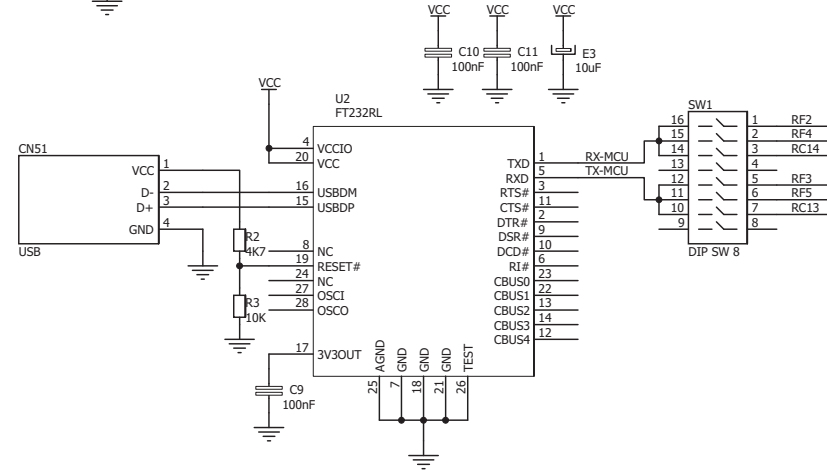 VCC VCC VCC
C10 C11 E3
100nF 100nF 10uF
VCC
U2
FT232RL
SW1
CN51
USB
VCC 1
D- 2
D+ 3
GND 4
4 VCCIO
20 VCC
16 USBDM
15 USBDP
8 NC
19 RESET#
24 NC
27 OSCI
28 OSCO
17 3V3OUT
R2
4K7
R3
10K
C9
100nF
TXD 1 RX-MCU
RXD 5 TX-MCU
RTS# 3
CTS# 11
DTR# 2
DSR# 9
DCD# 10
RI# 6
CBUS0 23
CBUS1 22
CBUS2 13
CBUS3 14
CBUS4 12
AGND GND GND GND TEST
25 7 18 21 26
16 1 RF2
15 2 RF4
14 3 RC14
13 4
12 5 RF3
11 6 RF5
10 7 RC13
9 8
DIP SW 8